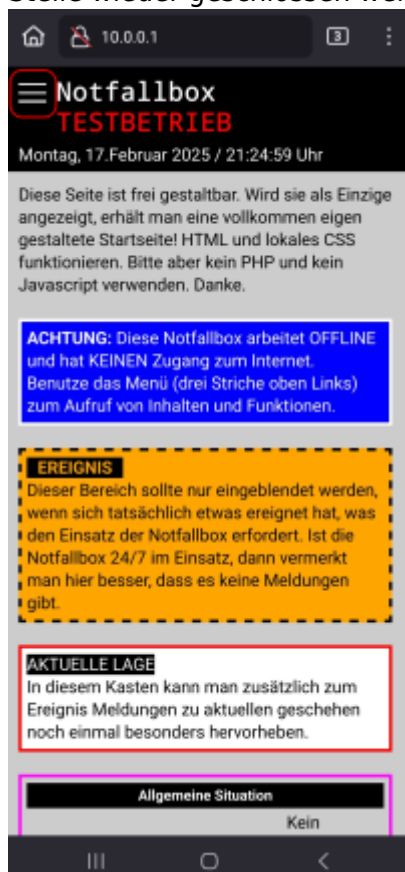 10.0.0.1
3
Notfallbox
TESTBETRIEB
Montag, 17.Februar 2025 / 21:24:59 Uhr
Diese Seite ist frei gestaltbar. Wird sie als Einzige
angezeigt, erhält man eine vollkommen eigen
gestaltete Startseite! HTML und lokales CSS
funktionieren. Bitte aber kein PHP und kein
Javascript verwenden. Danke.
ACHTUNG: Diese Notfallbox arbeitet OFFLINE
und hat KEINEN Zugang zum Internet.
Benutze das Menü (drei Striche oben Links)
zum Aufruf von Inhalten und Funktionen.
EREIGNIS
Dieser Bereich sollte nur eingeblendet werden,
wenn sich tatsächlich etwas ereignet hat, was
den Einsatz der Notfallbox erfordert. Ist die
Notfallbox 24/7 im Einsatz, dann vermerkt
man hier besser, dass es keine Meldungen
gibt.
AKTUELLE LAGE
In diesem Kasten kann man zusätzlich zum
Ereignis Meldungen zu aktuellen geschehen
noch einmal besonders hervorheben.
Allgemeine Situation
Kein